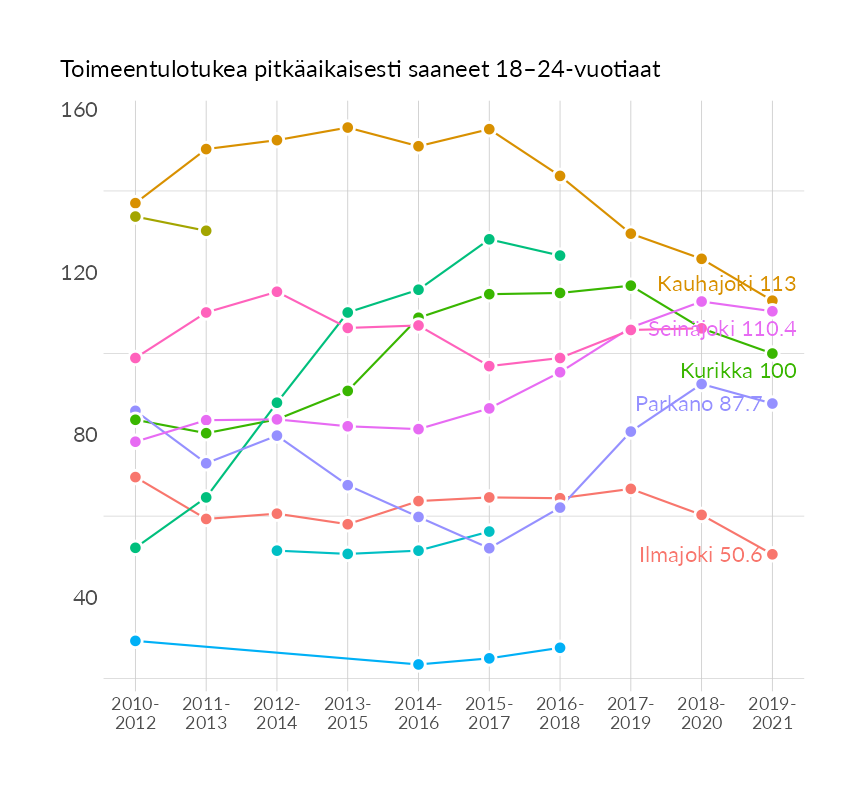 Toimeentulotukea pitkäaikaisesti saaneet 18–24-vuotiaat
160
120
80
40
Kauhajoki 113
Seinäjoki 110.4
Kurikka 100
Parkano 87.7
Ilmajoki 50.6
2010- 2011- 2012- 2013- 2014- 2015- 2016- 2017- 2018- 2019-
2012 2013 2014 2015 2016 2017 2018 2019 2020 2021